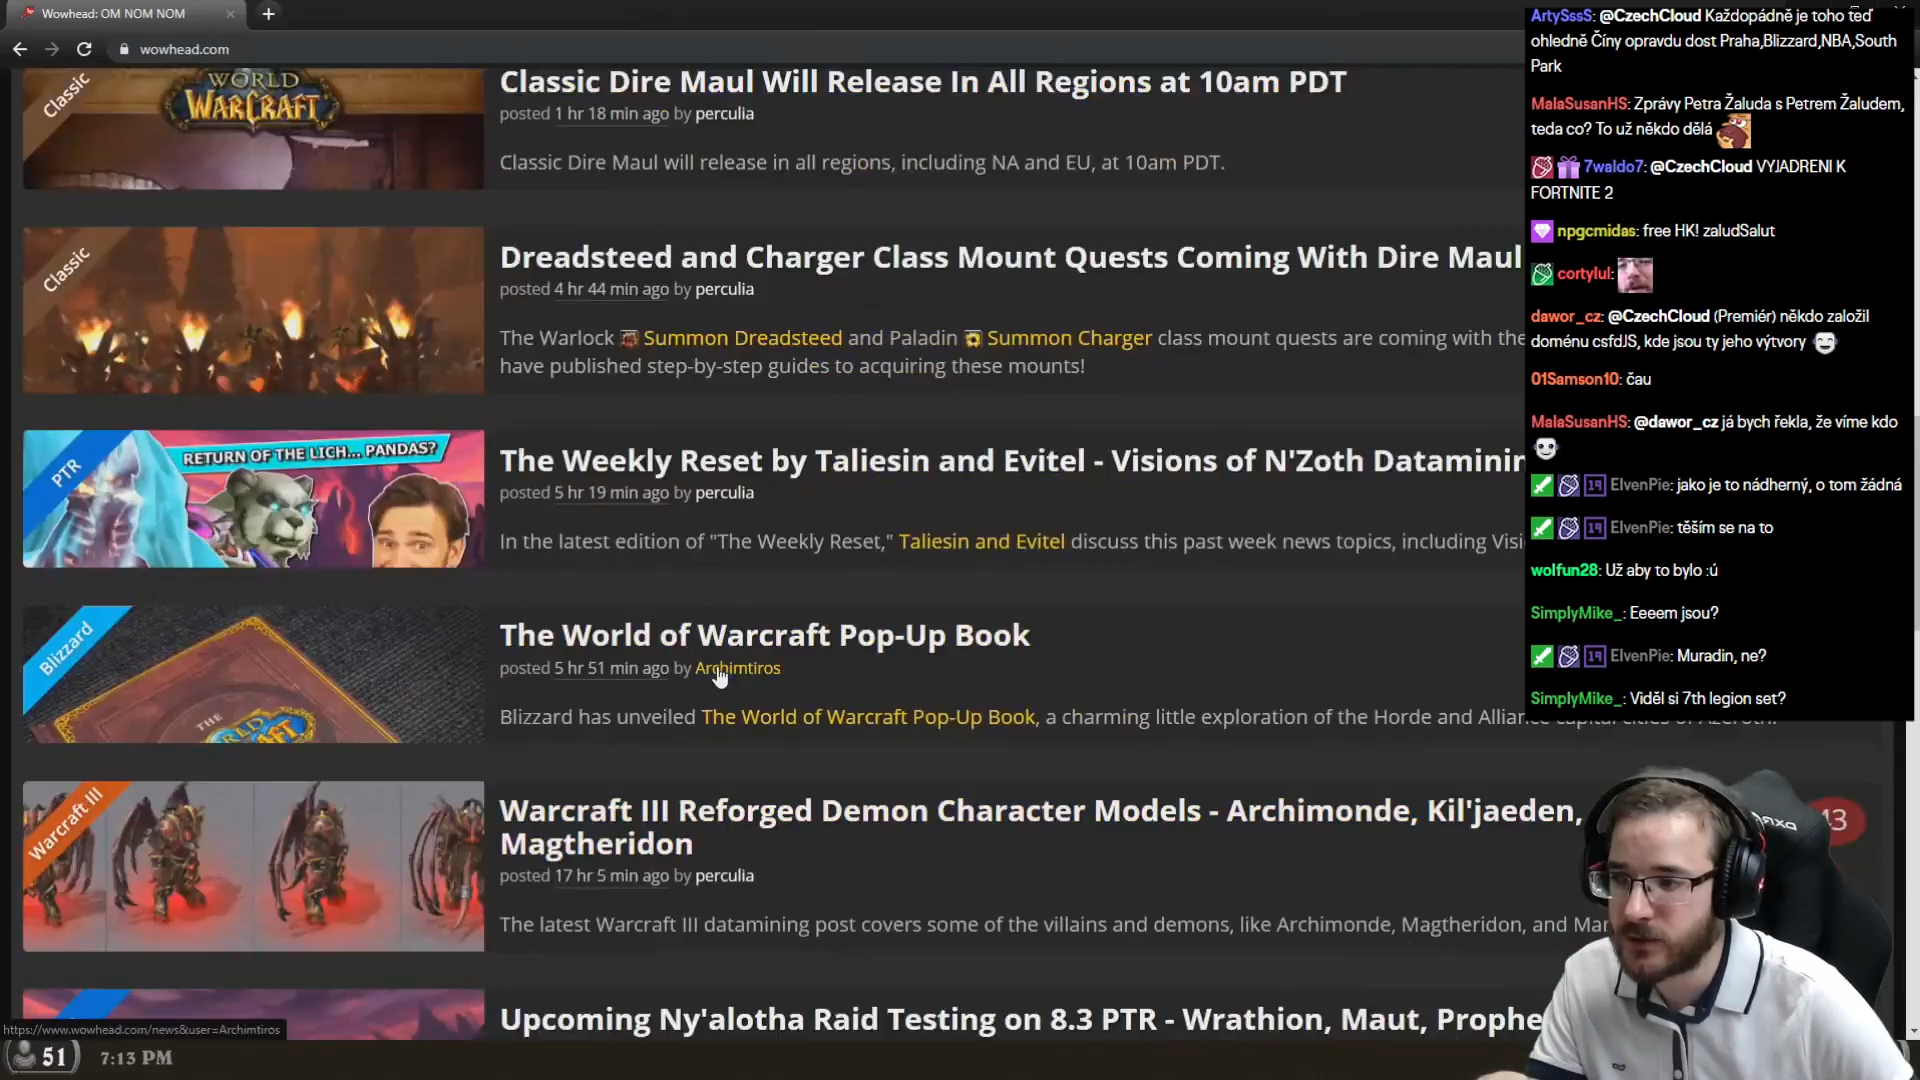 Wowhead: OM NOM NOM
wowhead.com
Classic
WORLD
WARCRAFT
Classic Dire Maul Will Release In All Regions at 10am PDT
posted 1 hr 18 min ago by perculia
Classic Dire Maul will release in all regions, including NA and EU, at 10am PDT.
Classic
Dreadsteed and Charger Class Mount Quests Coming With Dire Maul
posted 4 hr 44 min ago by perculia
The Warlock Summon Dreadsteed and Paladin Summon Charger class mount quests are coming with the
have published step-by-step guides to acquiring these mounts!
PTR
RETURN OF THE LICH... PANDAS?
The Weekly Reset by Taliesin and Evitel - Visions of N'Zoth Datamini
posted 5 hr 19 min ago by perculia
In the latest edition of "The Weekly Reset," Taliesin and Evitel discuss this past week news topics, including Visi
Blizzard
THE
The World of Warcraft Pop-Up Book
posted 5 hr 51 min ago by Archimtiros
Blizzard has unveiled The World of Warcraft Pop-Up Book, a charming little exploration of the Horde and Alliance capital cities of Azeroth.
Warcraft III
Warcraft III Reforged Demon Character Models - Archimonde, Kil'jaeden,
Magtheridon
posted 17 hr 5 min ago by perculia
The latest Warcraft III datamining post covers some of the villains and demons, like Archimonde, Magtheridon, and Ma
Upcoming Ny'alotha Raid Testing on 8.3 PTR - Wrathion, Maut, Prophe
https://www.wowhead.com/news&user=Archimtiros
51
7:13 PM
ArtySssS: @CzechCloud Každopádně je toho teď
ohledně Číny opravdu dost Praha,Blizzard,NBA,South
Park
MalaSusanHS: Zprávy Petra Žaluda s Petrem Žaludem,
teda co? To už někdo dělá
7waldo7: @CzechCloud VYJADRENI K
FORTNITE 2
npgcmidas: free HK! zaludSalut
cortylul:
dawor_cz: @CzechCloud (Premiér) někdo založil
doménu csfdJS, kde jsou ty jeho výtvory
01Samson10: čau
MalaSusanHS: @dawor_cz já bych řekla, že víme kdo
19 ElvenPie: jako je to nádherný, o tom žádná
19 ElvenPie: těším se na to
wolfun28: Už aby to bylo :ú
SimplyMike_: Eeeem jsou?
19 ElvenPie: Muradin, ne?
SimplyMike_: Viděl si 7th legion set?